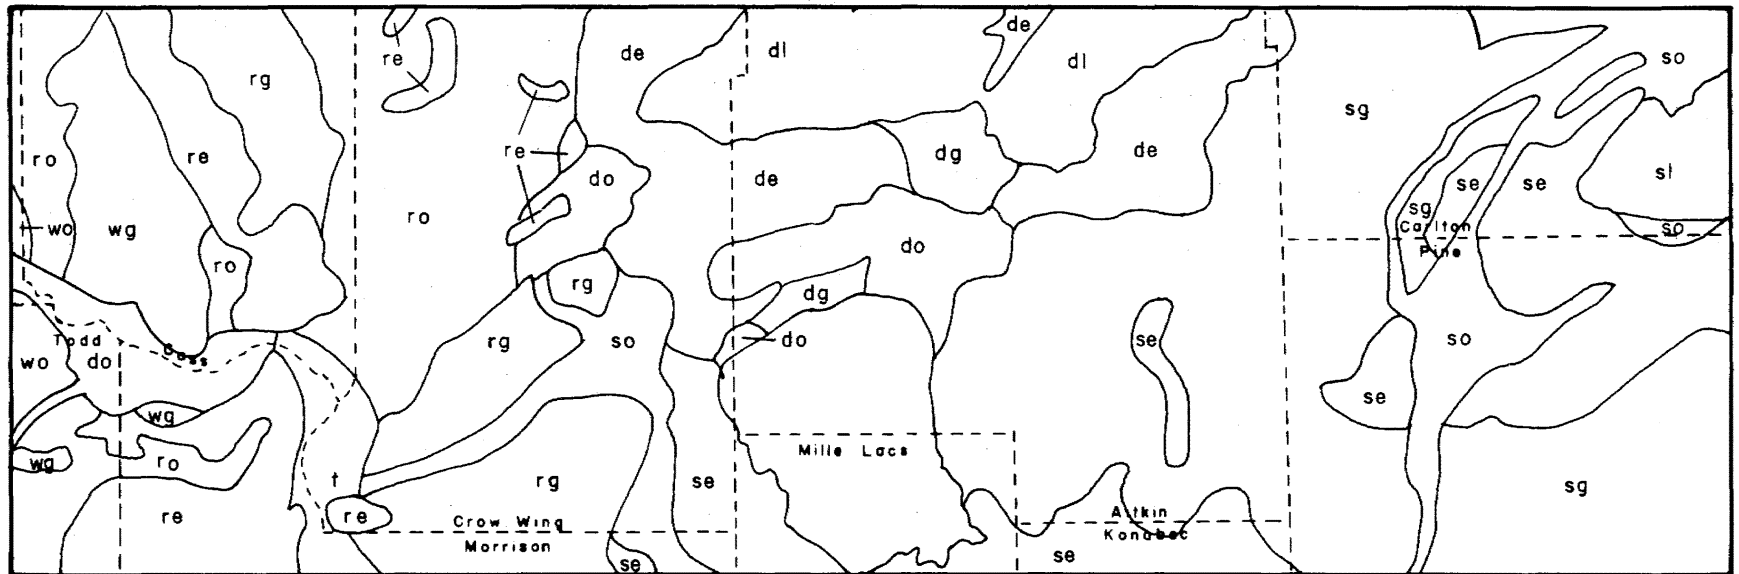 de
de dl dl so
re
rg
sg
ro re re dg de
de do se se sl
ro sg
wo wg do Carlton so
ro Pine
rg dg
Todd Cass rg so do se so
wo do
wg se
wg ro Mille Lacs
t rg se sg
re re Crow Wing Aitkin
Morrison Kanabec
se se